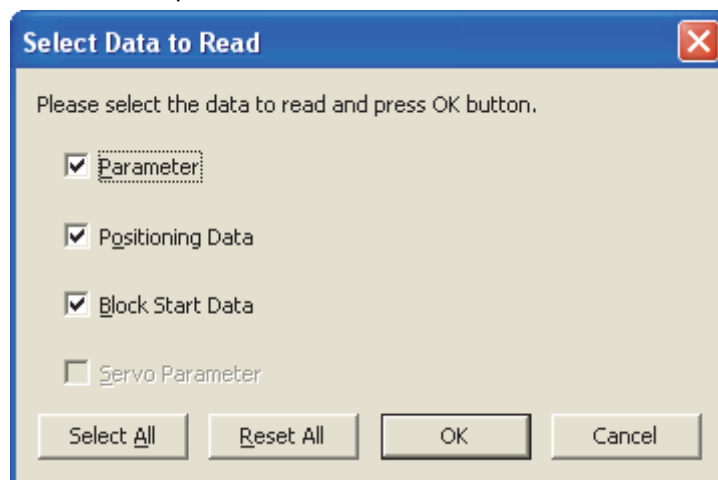 Select Data to Read
Please select the data to read and press OK button.
Parameter
Positioning Data
Block Start Data
Servo Parameter
Select All Reset All OK Cancel